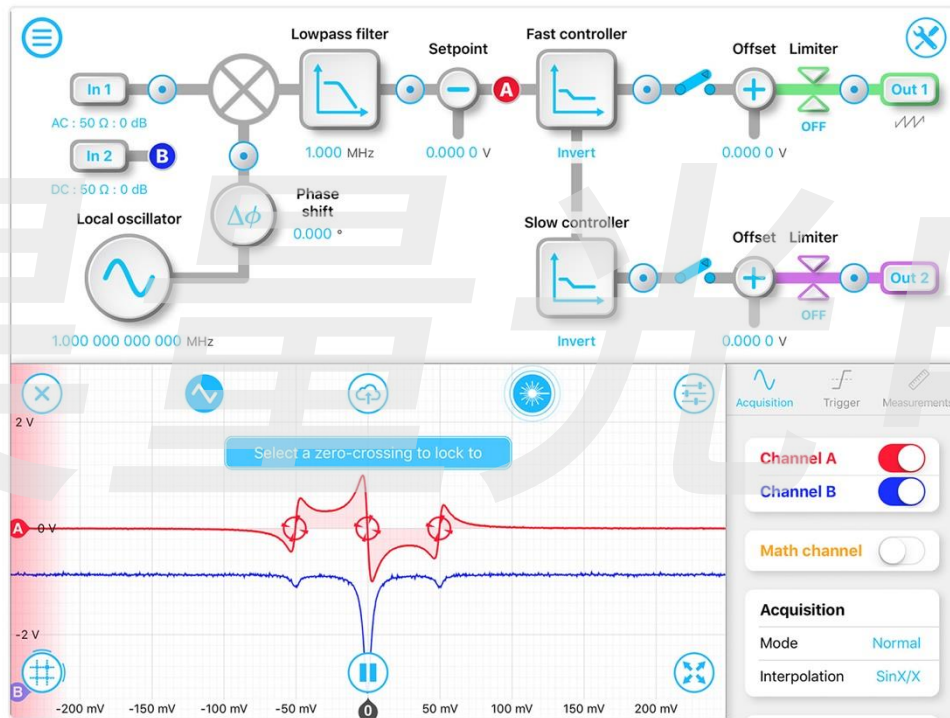 Lowpass filter
Setpoint
Fast controller
Offset
Limiter
In 1
A
Out 1
AC : 50 Ω : 0 dB
OFF
In 2
B
1.000 MHz
0.000 0 V
Invert
0.000 0 V
DC : 50 Ω : 0 dB
Δϕ
Phase
shift
0.000 °
Local oscillator
Slow controller
Offset
Limiter
Out 2
OFF
1.000 000 000 000 MHz
Invert
0.000 0 V
Acquisition
Trigger
Measurements
2 V
Select a zero-crossing to lock to
Channel A
Channel B
A
0 V
Math channel
Acquisition
-2 V
Mode
Normal
Interpolation
SinX/X
B
-200 mV
-150 mV
-100 mV
-50 mV
0
50 mV
100 mV
150 mV
200 mV